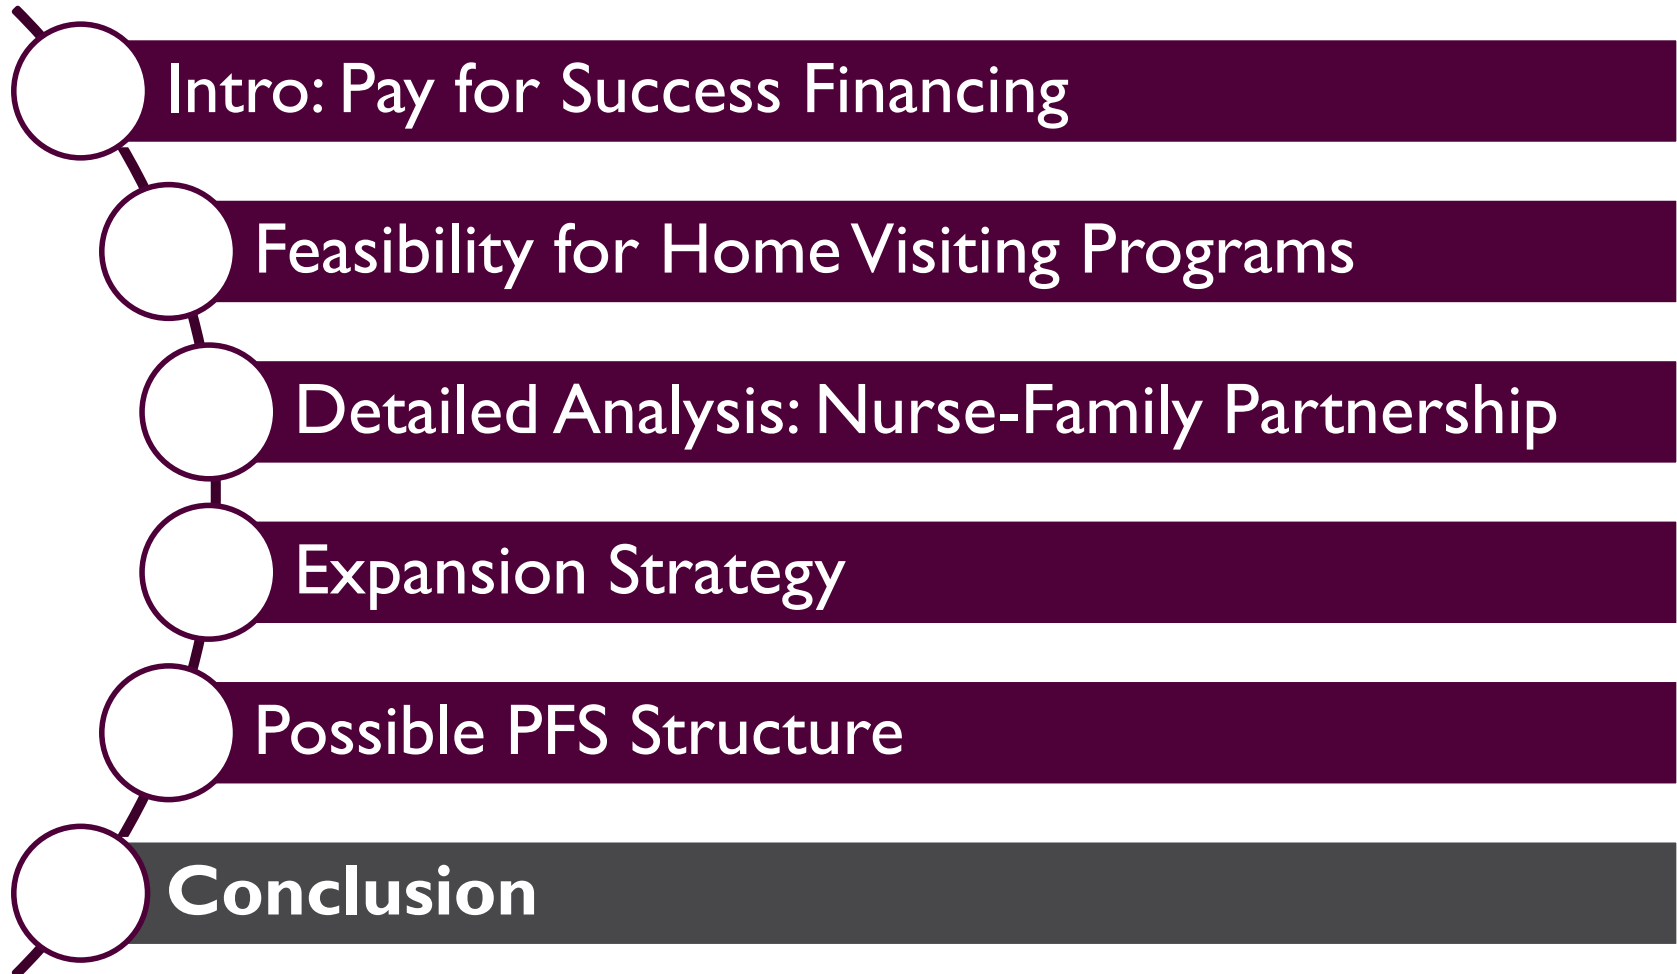 Intro: Pay for Success Financing
Feasibility for Home Visiting Programs
Detailed Analysis: Nurse-Family Partnership
Expansion Strategy
Possible PFS Structure
Conclusion